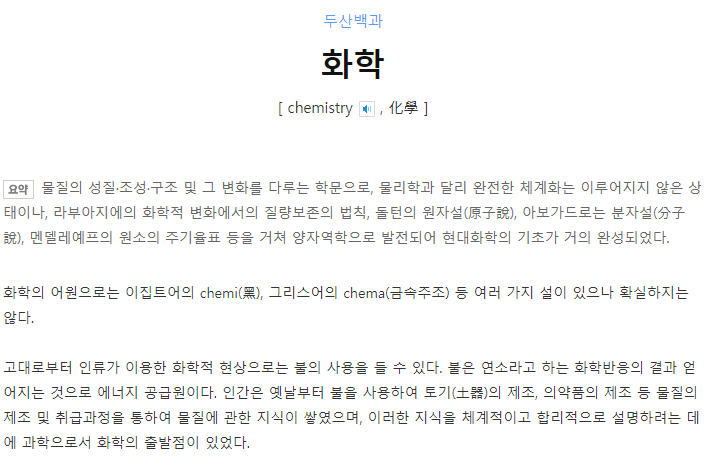 두산백과
화학
[ chemistry , 化學 ]
요약 물질의 성질·조성·구조 및 그 변화를 다루는 학문으로, 물리학과 달리 완전한 체계화는 이루어지지 않은 상
태이나, 라부아지에의 화학적 변화에서의 질량보존의 법칙, 돌턴의 원자설(原子說), 아보가드로는 분자설(分子
說), 멘델레예프의 원소의 주기율표 등을 거쳐 양자역학으로 발전되어 현대화학의 기초가 거의 완성되었다.
화학의 어원으로는 이집트어의 chemi(黑), 그리스어의 chema(금속주조) 등 여러 가지 설이 있으나 확실하지는
않다.
고대로부터 인류가 이용한 화학적 현상으로는 불의 사용을 들 수 있다. 불은 연소라고 하는 화학반응의 결과 얻
어지는 것으로 에너지 공급원이다. 인간은 옛날부터 불을 사용하여 토기(土器)의 제조, 의약품의 제조 등 물질의
제조 및 취급과정을 통하여 물질에 관한 지식이 쌓였으며, 이러한 지식을 체계적이고 합리적으로 설명하려는 데
에 과학으로서 화학의 출발점이 있었다.